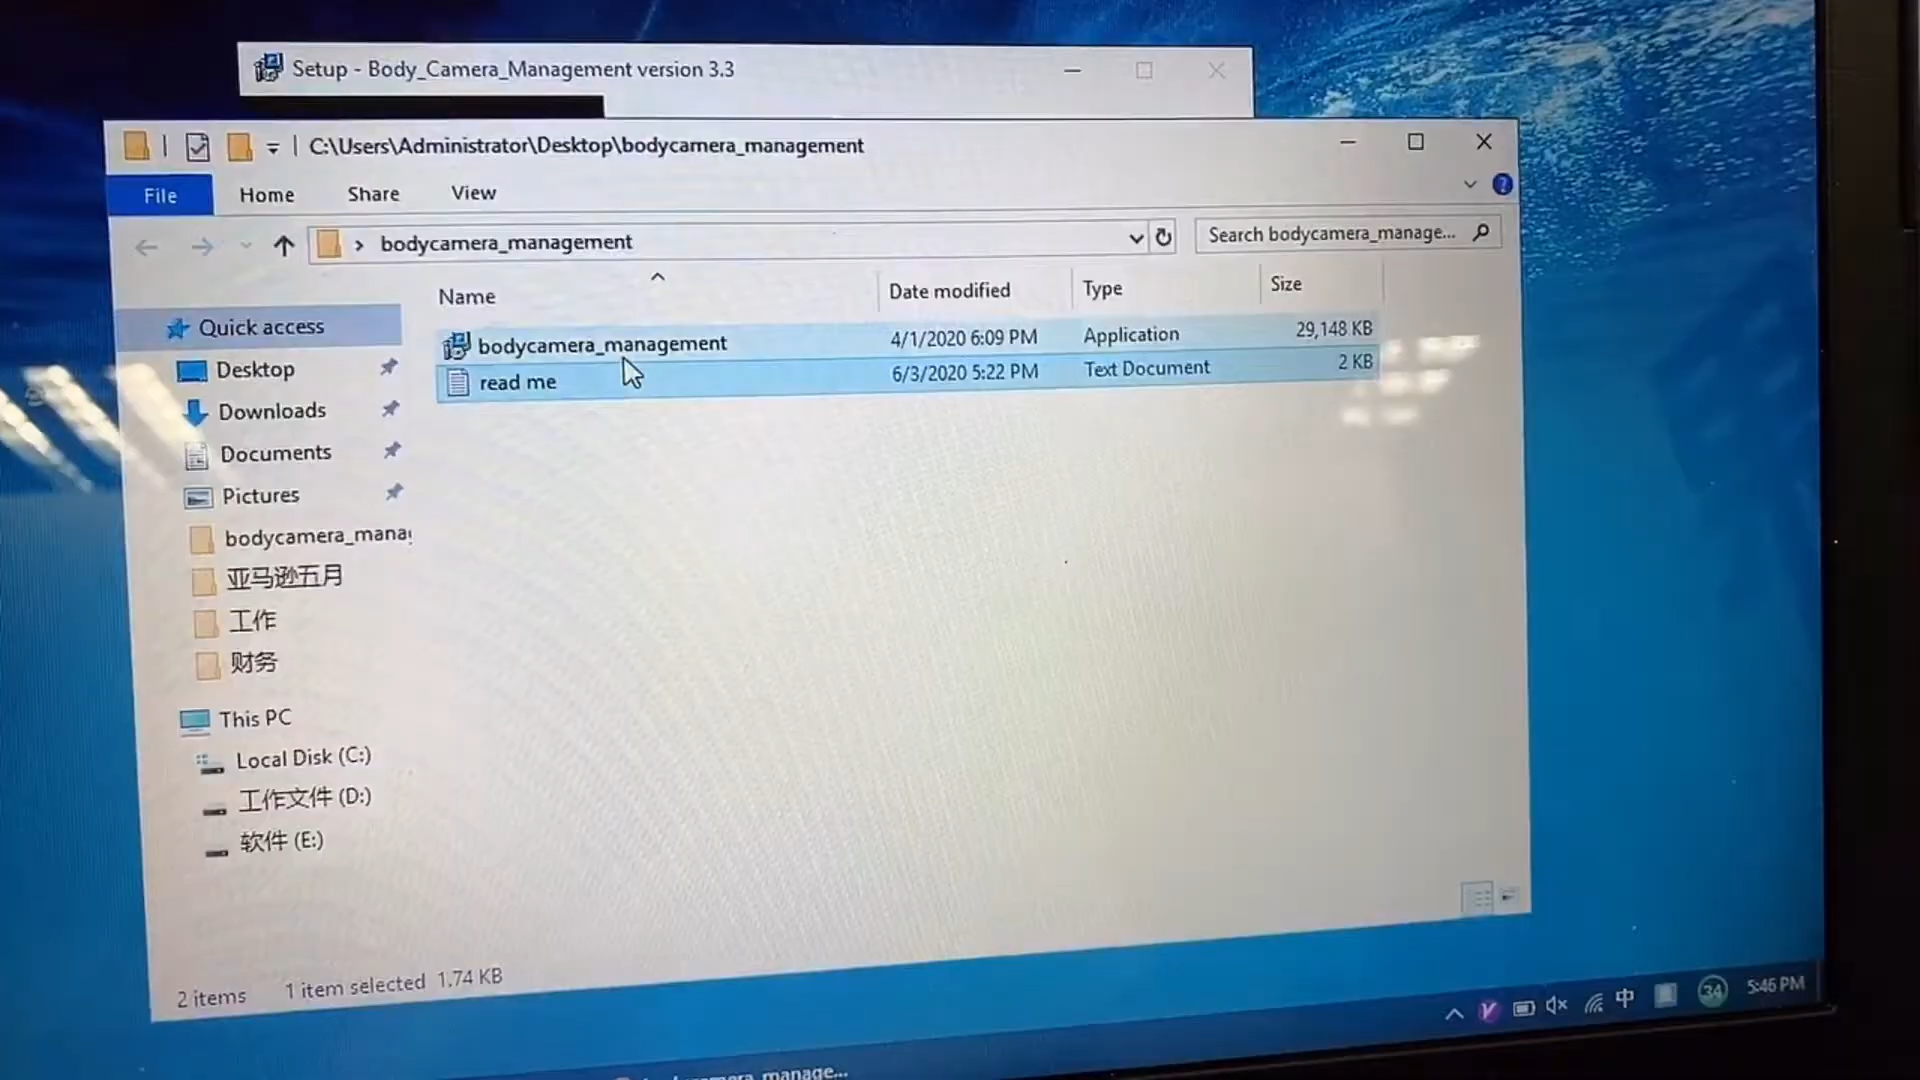 Setup - Body_Camera_Management version 3.3
C:\Users\Administrator\Desktop\bodycamera_management
File Home Share View
bodycamera_management
Search bodycamera_manage...
Name Date modified Type Size
bodycamera_management 4/1/2020 6:09 PM Application 29,148 KB
read me 6/3/2020 5:22 PM Text Document 2 KB
Quick access
Desktop
Downloads
Documents
Pictures
bodycamera_manag
亚马逊五月
工作
财务
This PC
Local Disk (C:)
工作文件 (D:)
软件 (E:)
2 items 1 item selected 1.74 KB
中 34 5:46 PM
manage...